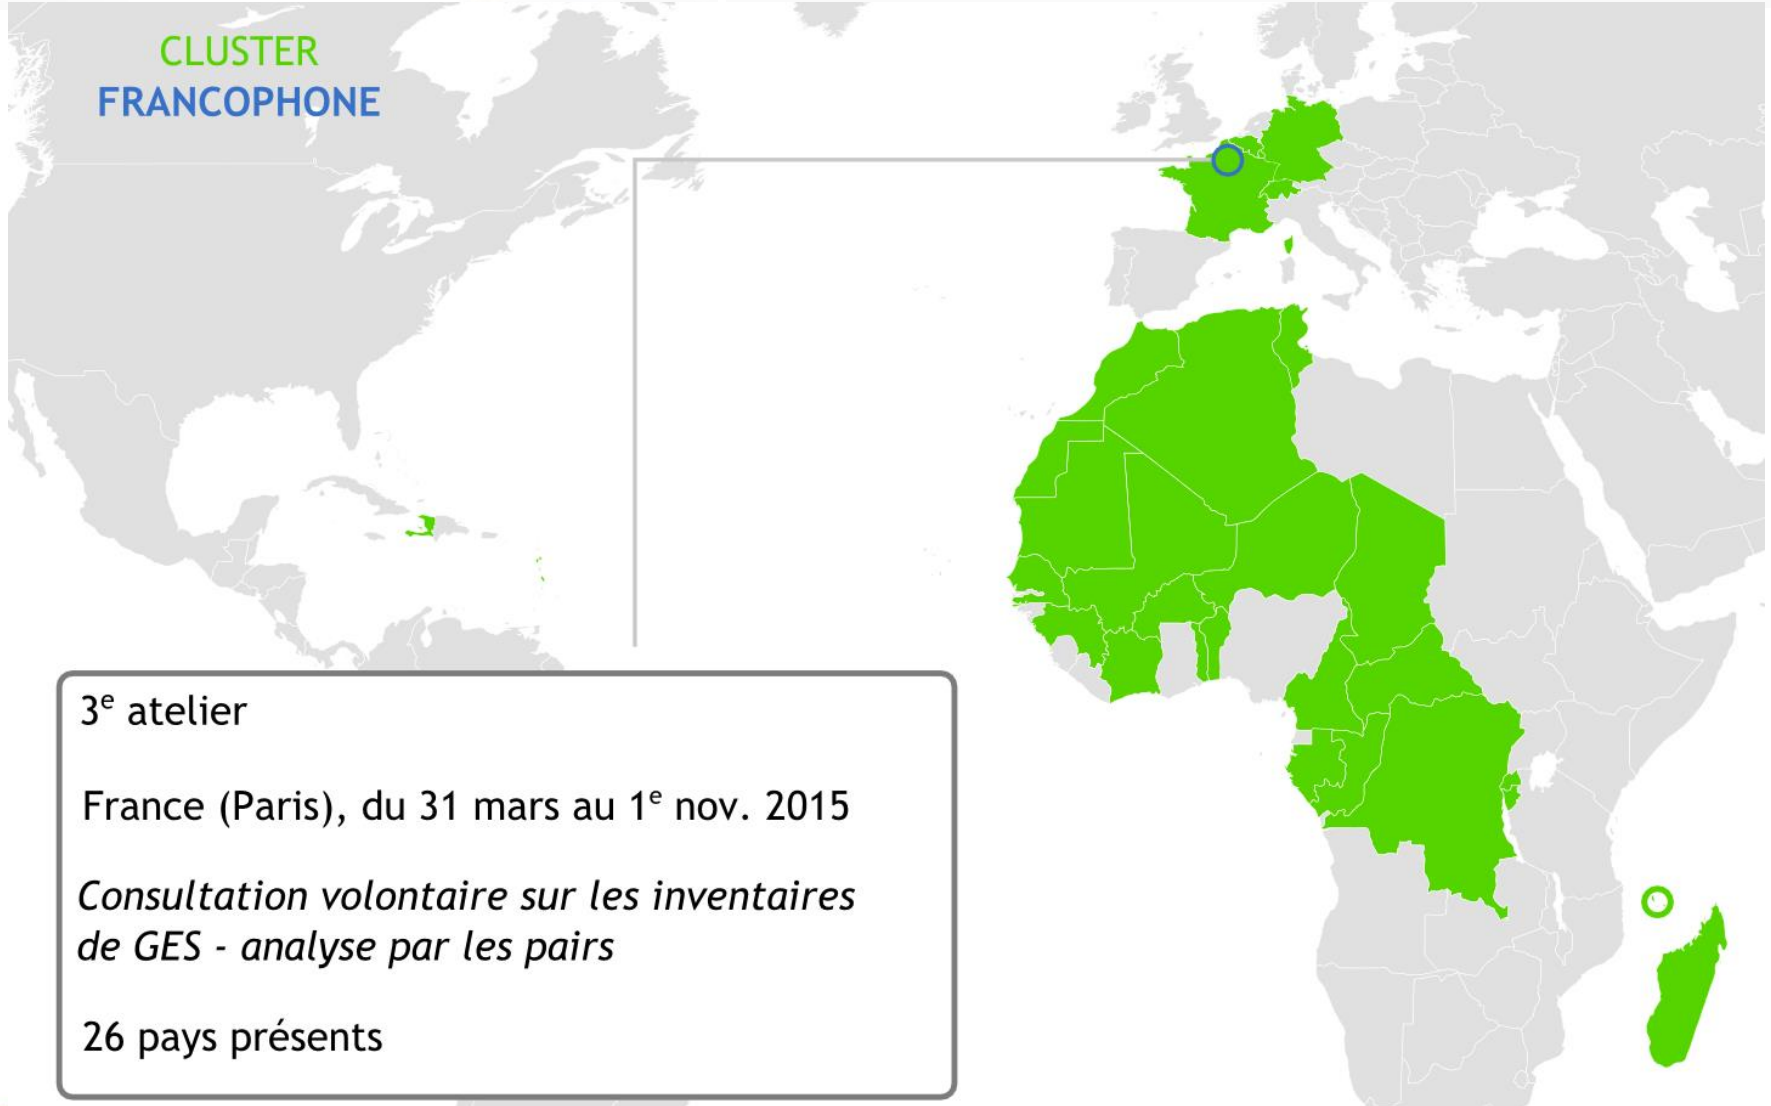 CLUSTER
FRANCOPHONE
3e atelier
France (Paris), du 31 mars au 1e nov. 2015
Consultation volontaire sur les inventaires
de GES - analyse par les pairs
26 pays présents